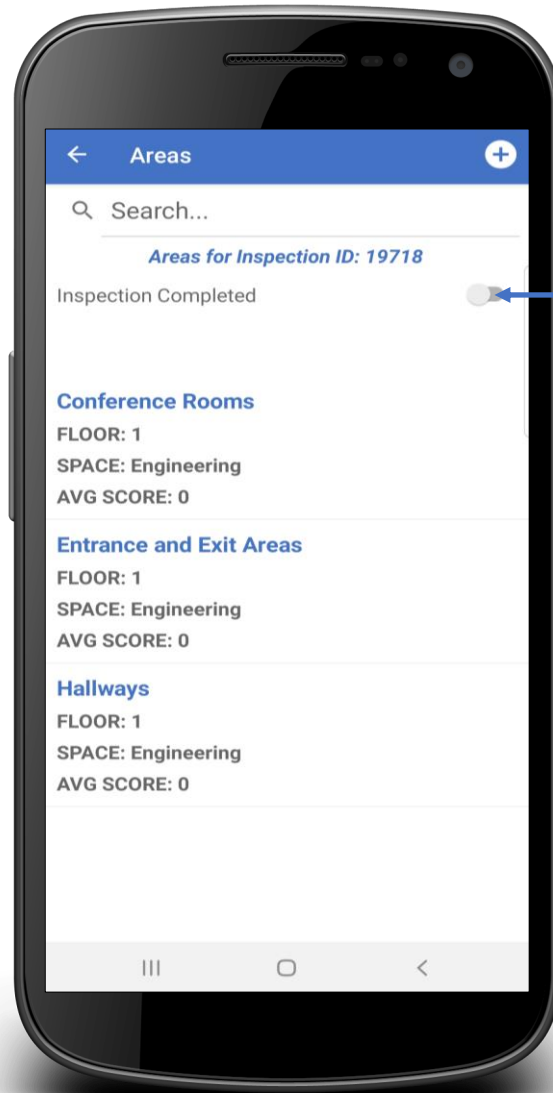 Areas
Search...
Areas for Inspection ID: 19718
Inspection Completed
Conference Rooms
FLOOR: 1
SPACE: Engineering
AVG SCORE: 0
Entrance and Exit Areas
FLOOR: 1
SPACE: Engineering
AVG SCORE: 0
Hallways
FLOOR: 1
SPACE: Engineering
AVG SCORE: 0